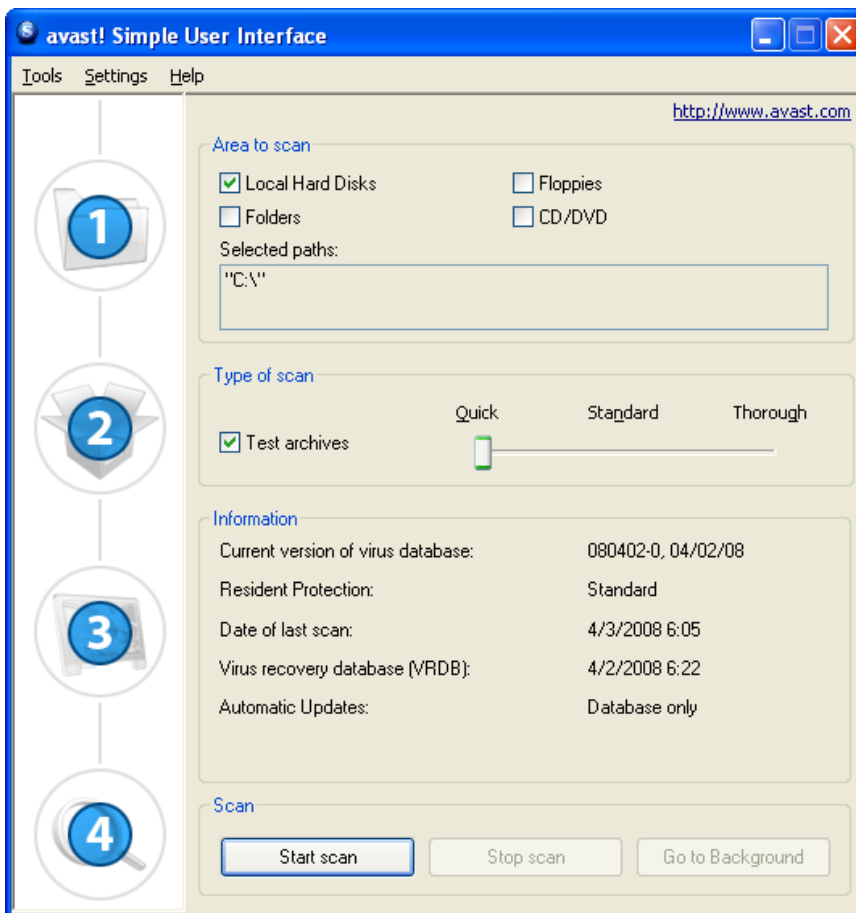 avast! Simple User Interface
Tools Settings Help
http://www.avast.com
Area to scan
Local Hard Disks Floppies
Folders CD/DVD
Selected paths:
"C:\"
Type of scan
Quick Standard Thorough
Test archives
Information
Current version of virus database: 080402-0, 04/02/08
Resident Protection: Standard
Date of last scan: 4/3/2008 6:05
Virus recovery database (VRDB): 4/2/2008 6:22
Automatic Updates: Database only
Scan
Start scan Stop scan Go to Background
1
2
3
4